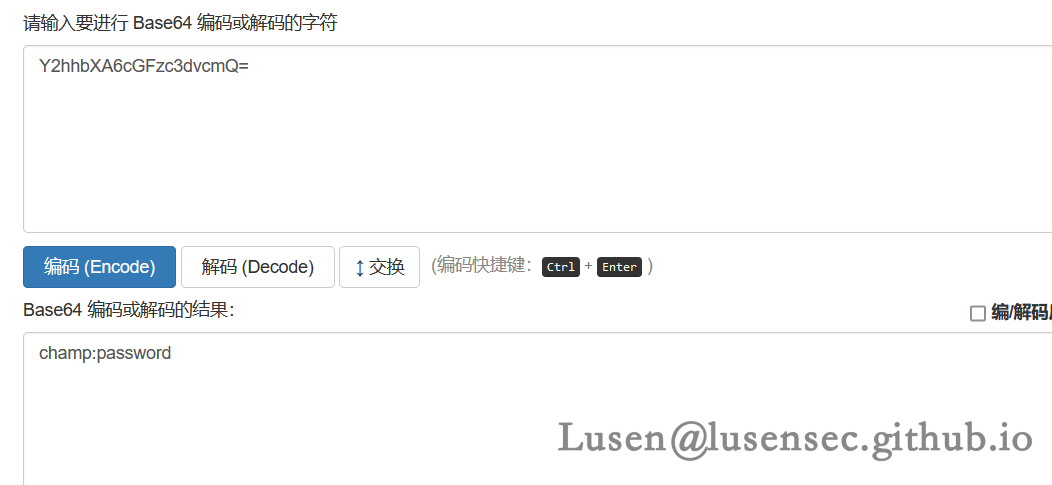 请输入要进行 Base64 编码或解码的字符
Y2hhbXA6cGFzc3dvcmQ=
编码 (Encode) 解码 (Decode) ↕ 交换 (编码快捷键: Ctrl + Enter )
Base64 编码或解码的结果: 编/解码
champ:password
Lusen@lusensec.github.io